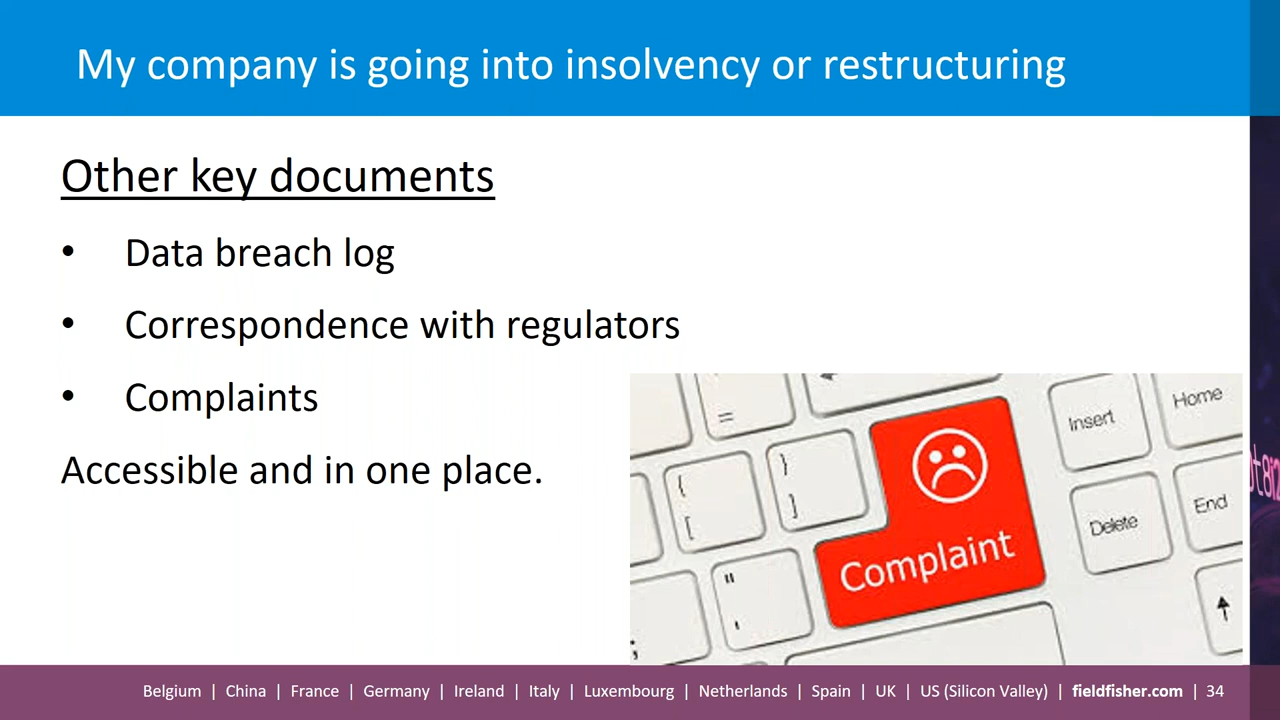 My company is going into insolvency or restructuring
Other key documents
• Data breach log
• Correspondence with regulators
• Complaints
Accessible and in one place.
=
Insert
Home
{
[
}
]
Delete
End
"
'
;
Complaint
Belgium | China | France | Germany | Ireland | Italy | Luxembourg | Netherlands | Spain | UK | US (Silicon Valley) | fieldfisher.com | 34